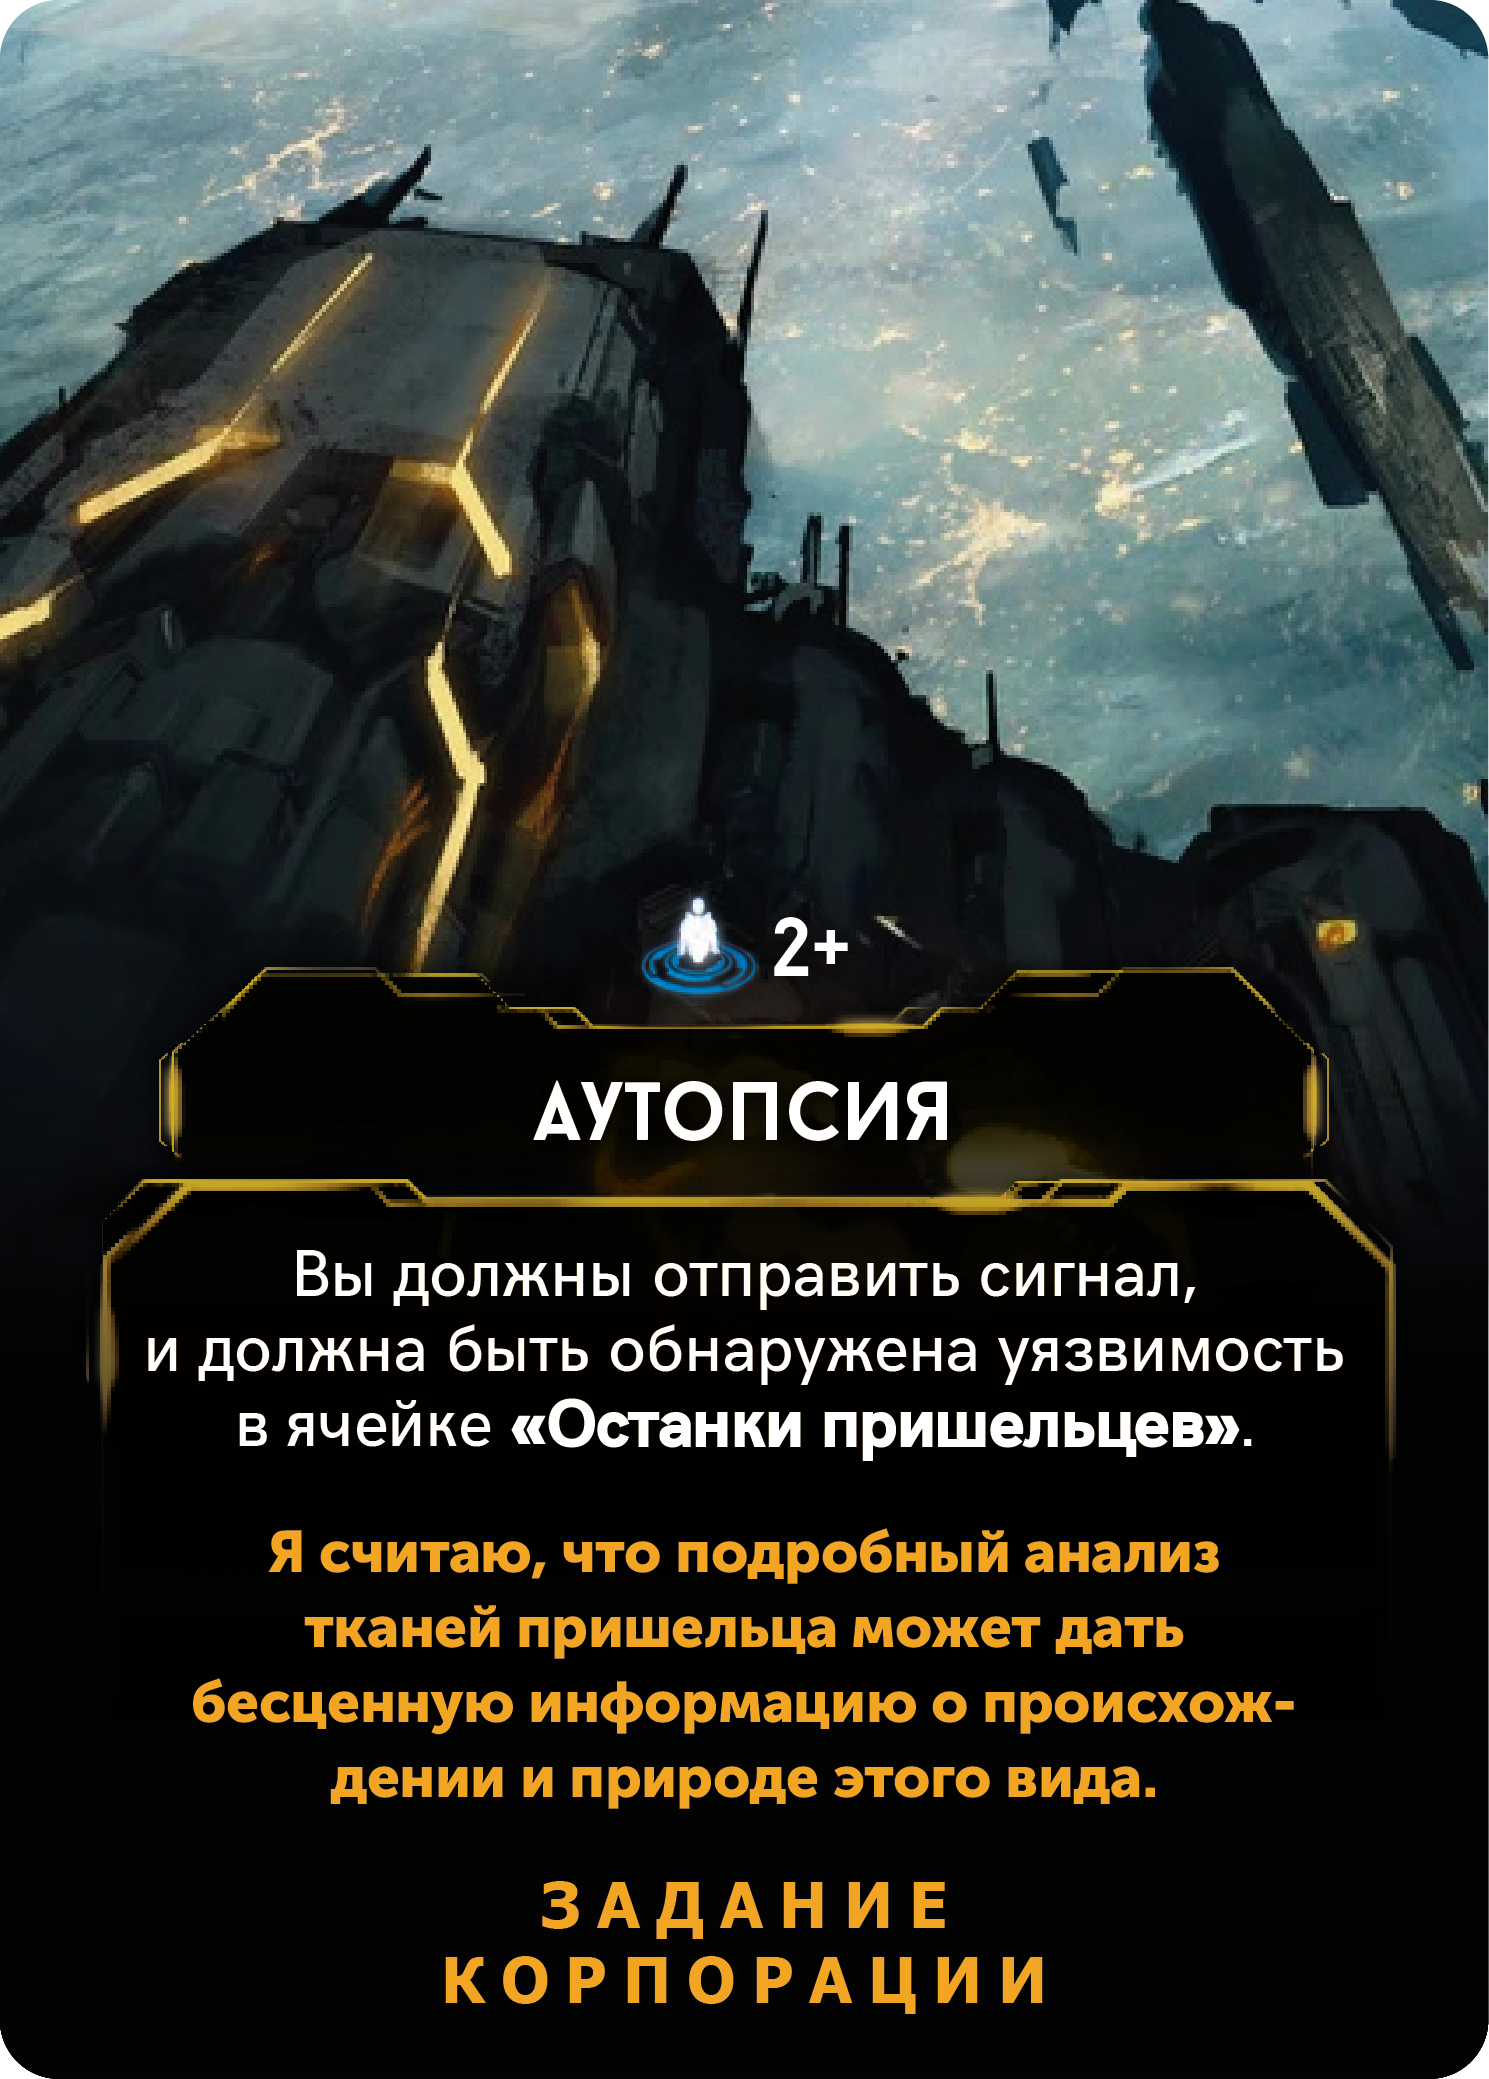 2+
АУТОПСИЯ
Вы должны отправить сигнал,
и должна быть обнаружена уязвимость
в ячейке «Останки пришельцев».
Я считаю, что подробный анализ
тканей пришельца может дать
бесценную информацию о происхож-
дении и природе этого вида.
ЗАДАНИЕ
КОРПОРАЦИИ